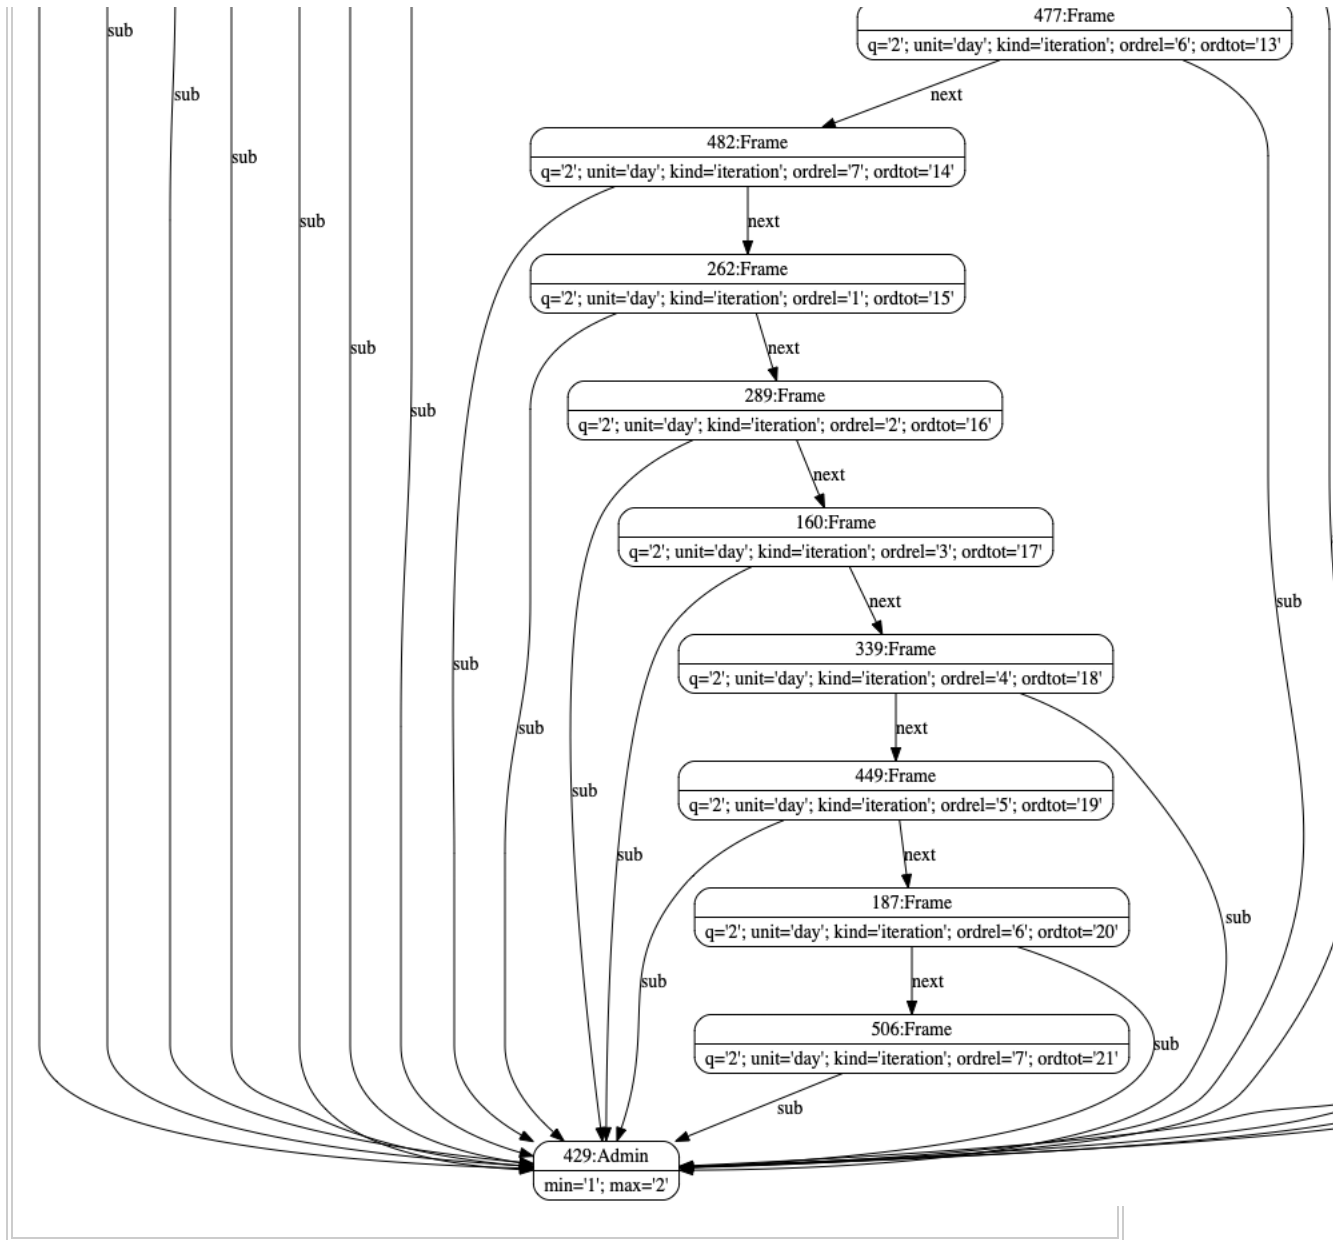 477:Frame
sub
q='2'; unit='day'; kind='iteration'; ordrel='6'; ordtot='13'
sub
next
482:Frame
sub
q='2'; unit='day'; kind='iteration'; ordrel='7'; ordtot='14'
sub
next
262:Frame
q='2'; unit='day'; kind='iteration'; ordrel='1'; ordtot='15'
sub
next
289:Frame
sub
q='2'; unit='day'; kind='iteration'; ordrel='2'; ordtot='16'
next
160:Frame
q='2'; unit='day'; kind='iteration'; ordrel='3'; ordtot='17'
next
sub
339:Frame
sub
q='2'; unit='day'; kind='iteration'; ordrel='4'; ordtot='18'
sub
next
449:Frame
sub
q='2'; unit='day'; kind='iteration'; ordrel='5'; ordtot='19'
sub
next
187:Frame
sub
q='2'; unit='day'; kind='iteration'; ordrel='6'; ordtot='20'
sub
next
506:Frame
sub
q='2'; unit='day'; kind='iteration'; ordrel='7'; ordtot='21'
sub
429:Admin
min='1'; max='2'